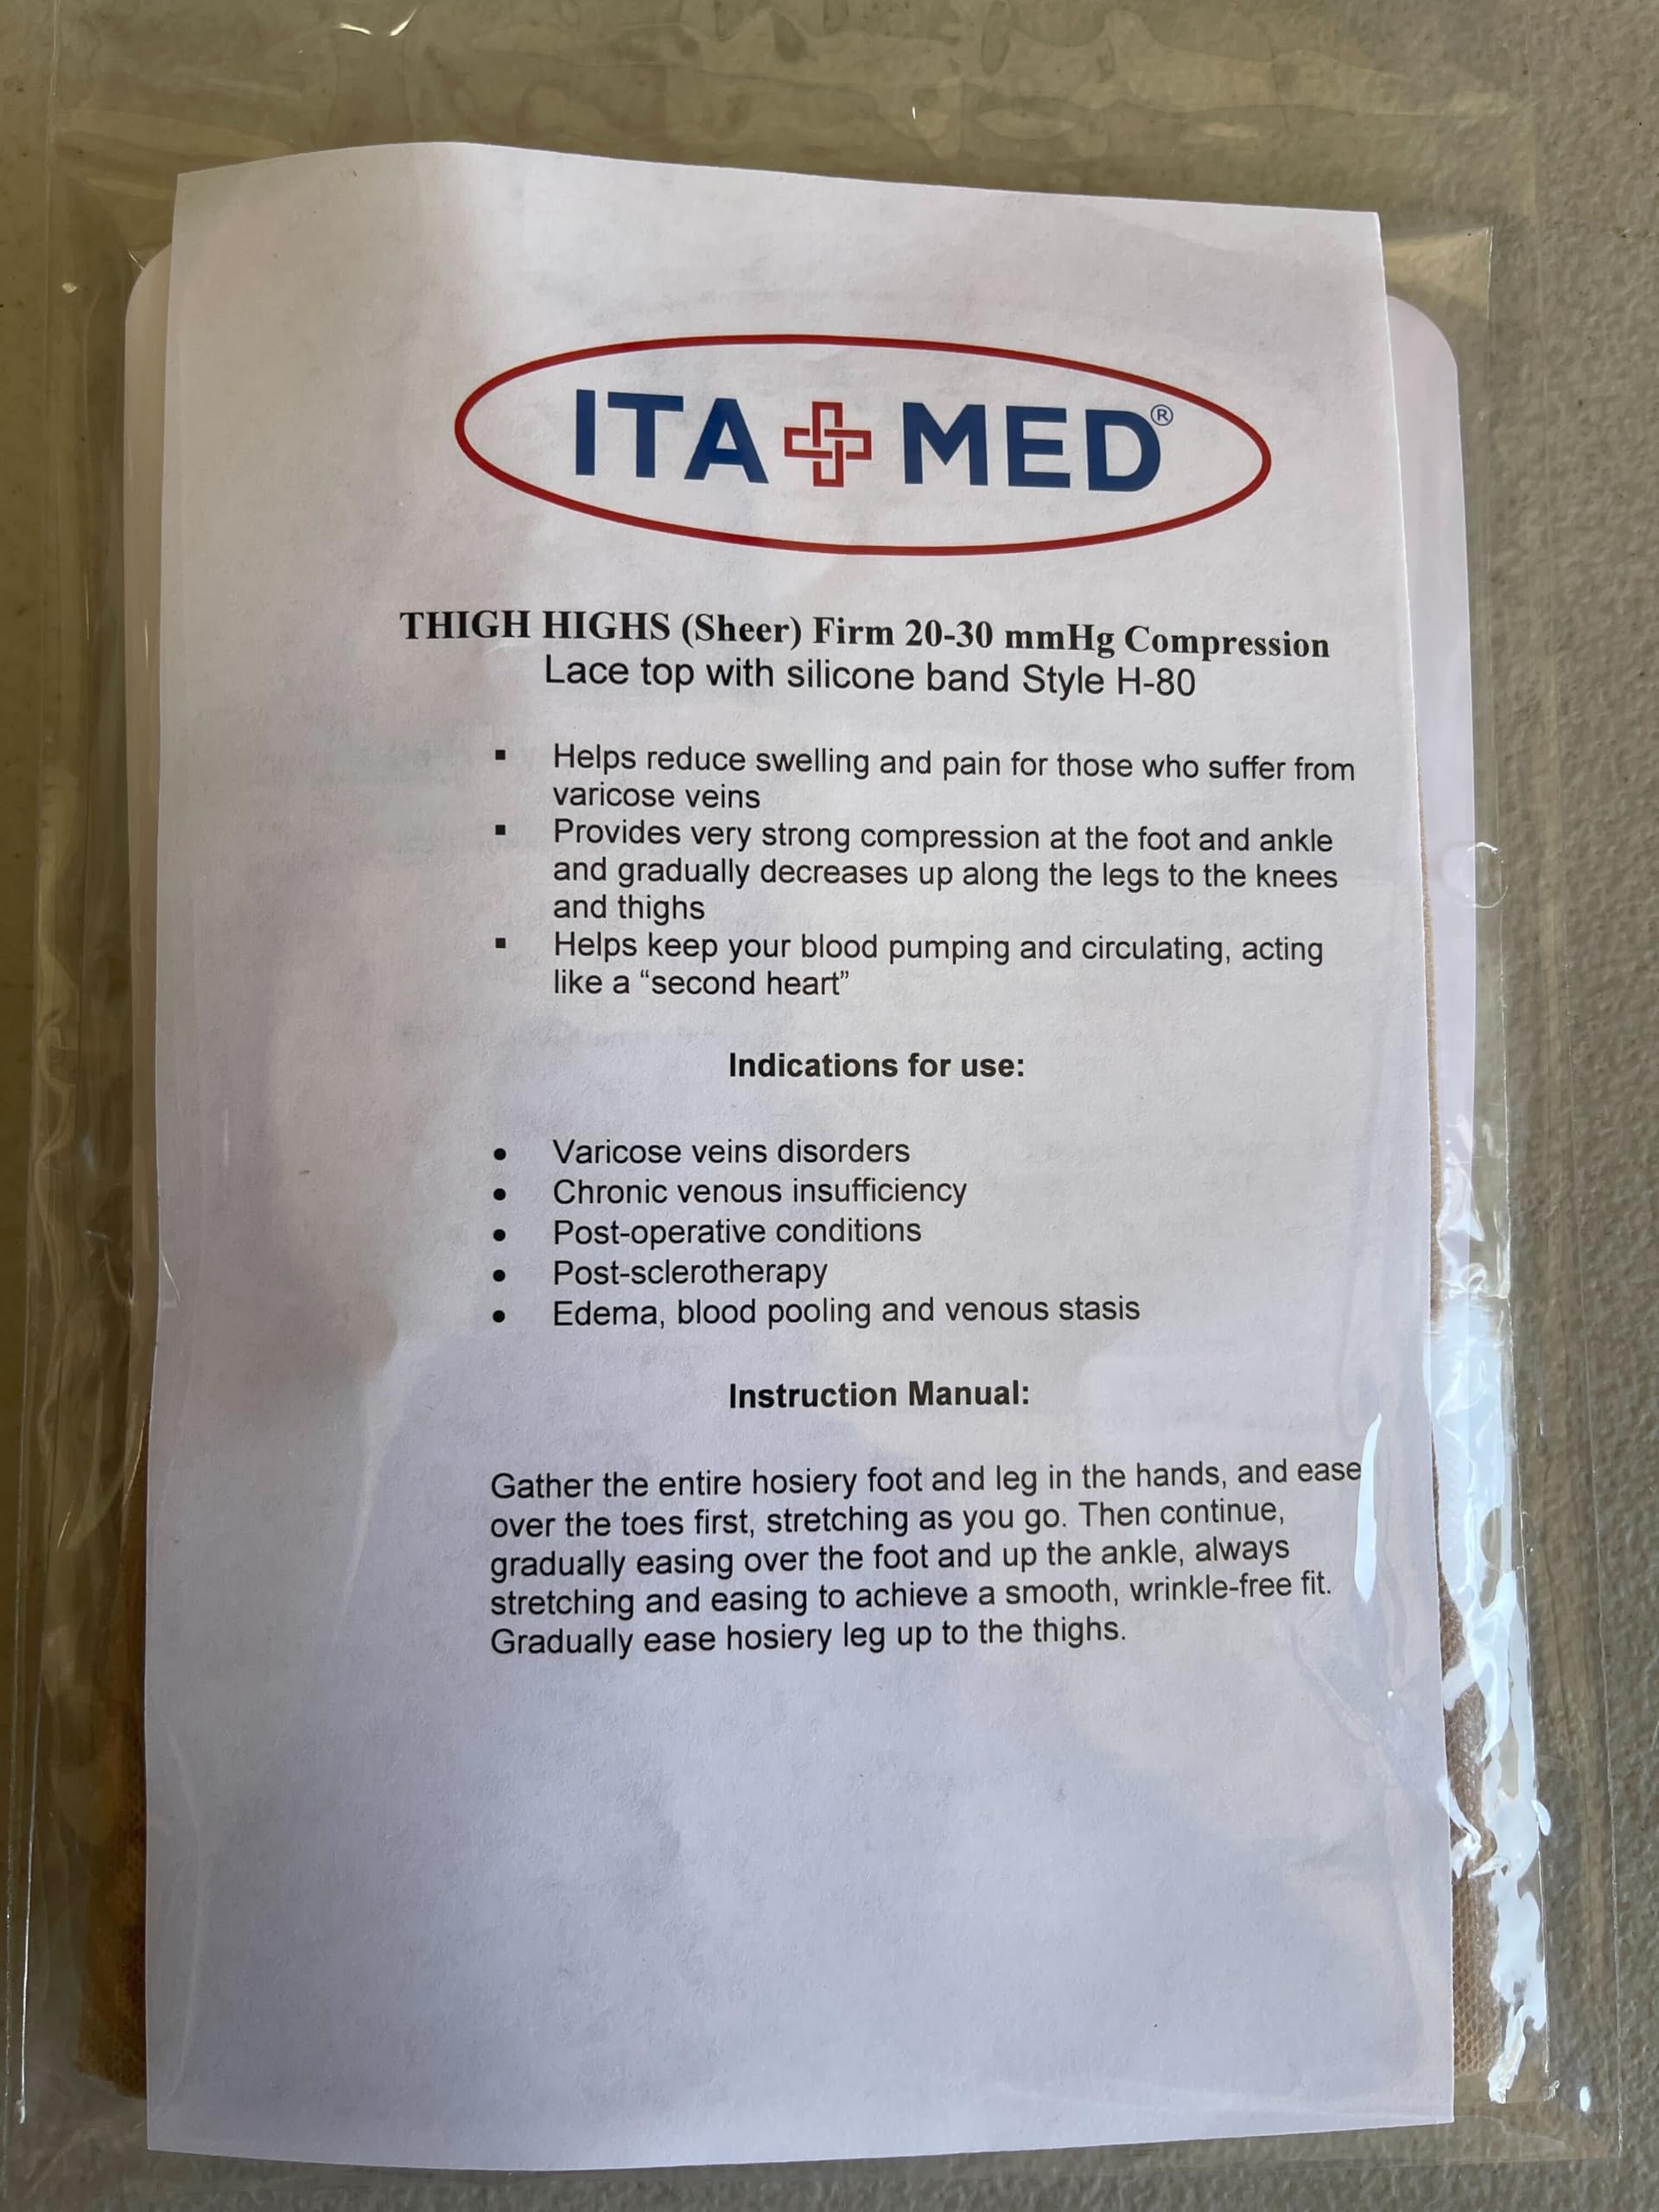 ITA MED®
THIGH HIGHS (Sheer) Firm 20-30 mmHg Compression
Lace top with silicone band Style H-80
▪ Helps reduce swelling and pain for those who suffer from
varicose veins
▪ Provides very strong compression at the foot and ankle
and gradually decreases up along the legs to the knees
and thighs
▪ Helps keep your blood pumping and circulating, acting
like a “second heart”
Indications for use:
• Varicose veins disorders
• Chronic venous insufficiency
• Post-operative conditions
• Post-sclerotherapy
• Edema, blood pooling and venous stasis
Instruction Manual:
Gather the entire hosiery foot and leg in the hands, and ease
over the toes first, stretching as you go. Then continue,
gradually easing over the foot and up the ankle, always
stretching and easing to achieve a smooth, wrinkle-free fit.
Gradually ease hosiery leg up to the thighs.